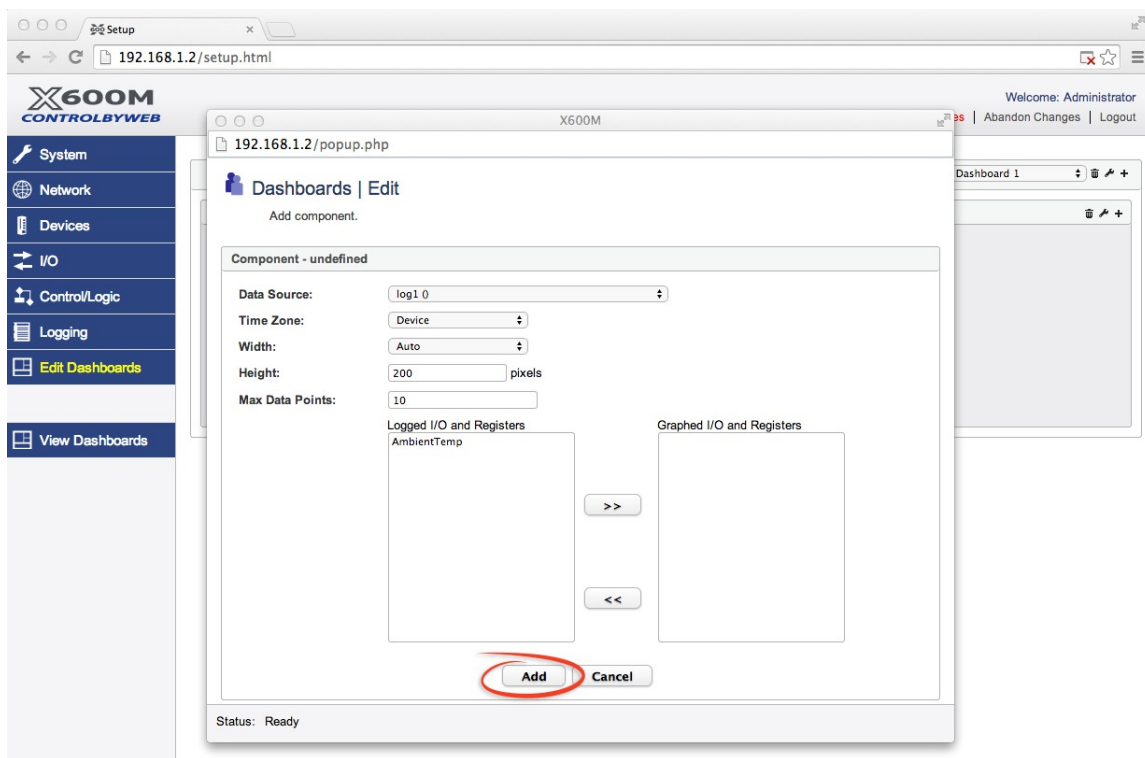 Setup
192.168.1.2/setup.html
X600M
CONTROLBYWEB
Welcome: Administrator
es | Abandon Changes | Logout
System
Network
Devices
I/O
Control/Logic
Logging
Edit Dashboards
View Dashboards
Dashboard 1
X600M
192.168.1.2/popup.php
Dashboards | Edit
Add component.
Component - undefined
Data Source: log1 ()
Time Zone: Device
Width: Auto
Height: 200 pixels
Max Data Points: 10
Logged I/O and Registers Graphed I/O and Registers
AmbientTemp
>>
<<
Add Cancel
Status: Ready